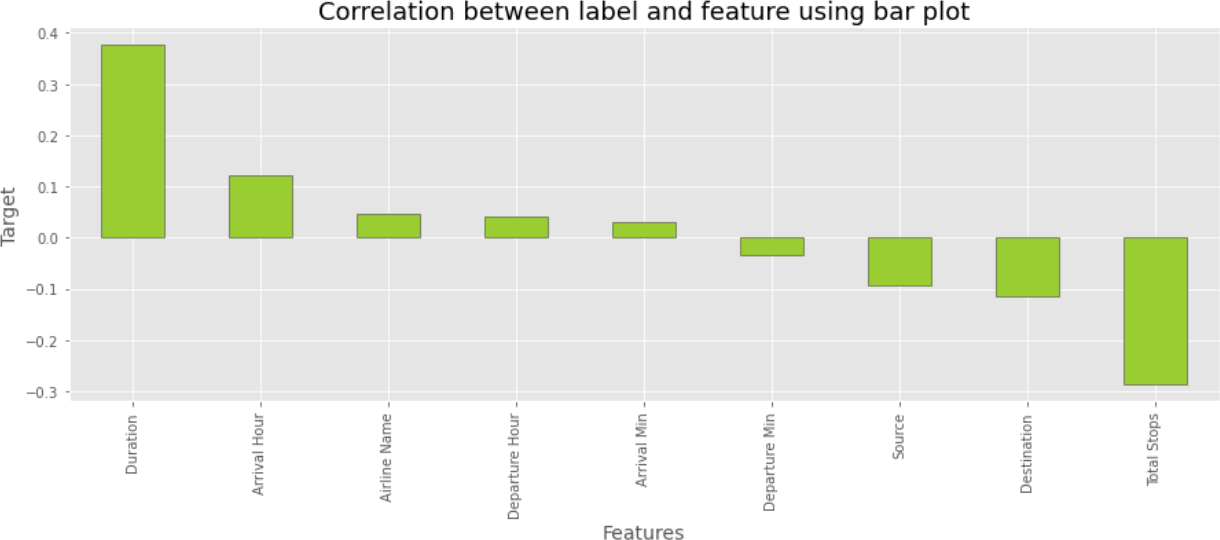 Correlation between label and feature using bar plot
0.4
0.3
0.2
0.1
0.0
−0.1
−0.2
−0.3
Target
Duration
Arrival Hour
Airline Name
Departure Hour
Arrival Min
Departure Min
Source
Destination
Total Stops
Features